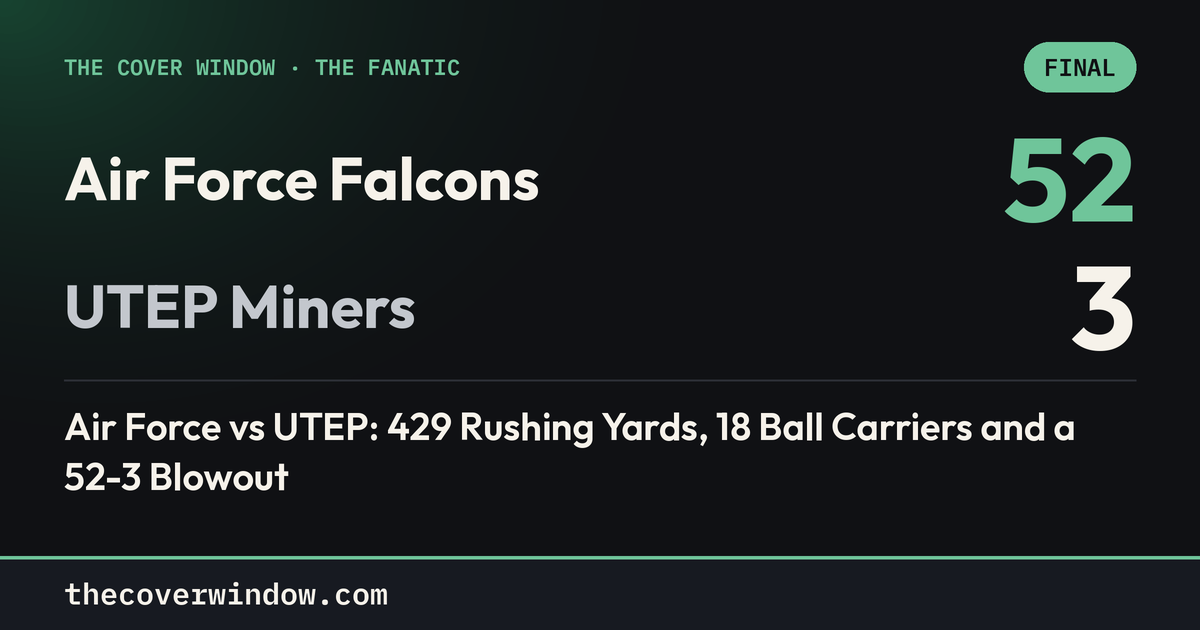 THE COVER WINDOW · THE FANATIC
FINAL
Air Force Falcons
52
UTEP Miners
3
Air Force vs UTEP: 429 Rushing Yards, 18 Ball Carriers and a
52-3 Blowout
thecoverwindow.com